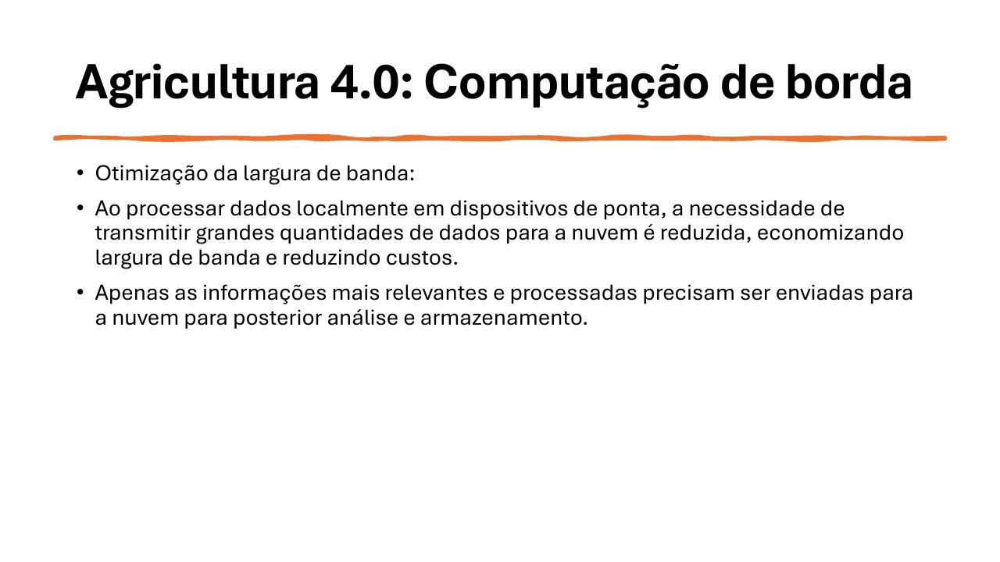 Agricultura 4.0: Computação de borda
• Otimização da largura de banda:
• Ao processar dados localmente em dispositivos de ponta, a necessidade de
transmitir grandes quantidades de dados para a nuvem é reduzida, economizando
largura de banda e reduzindo custos.
• Apenas as informações mais relevantes e processadas precisam ser enviadas para
a nuvem para posterior análise e armazenamento.